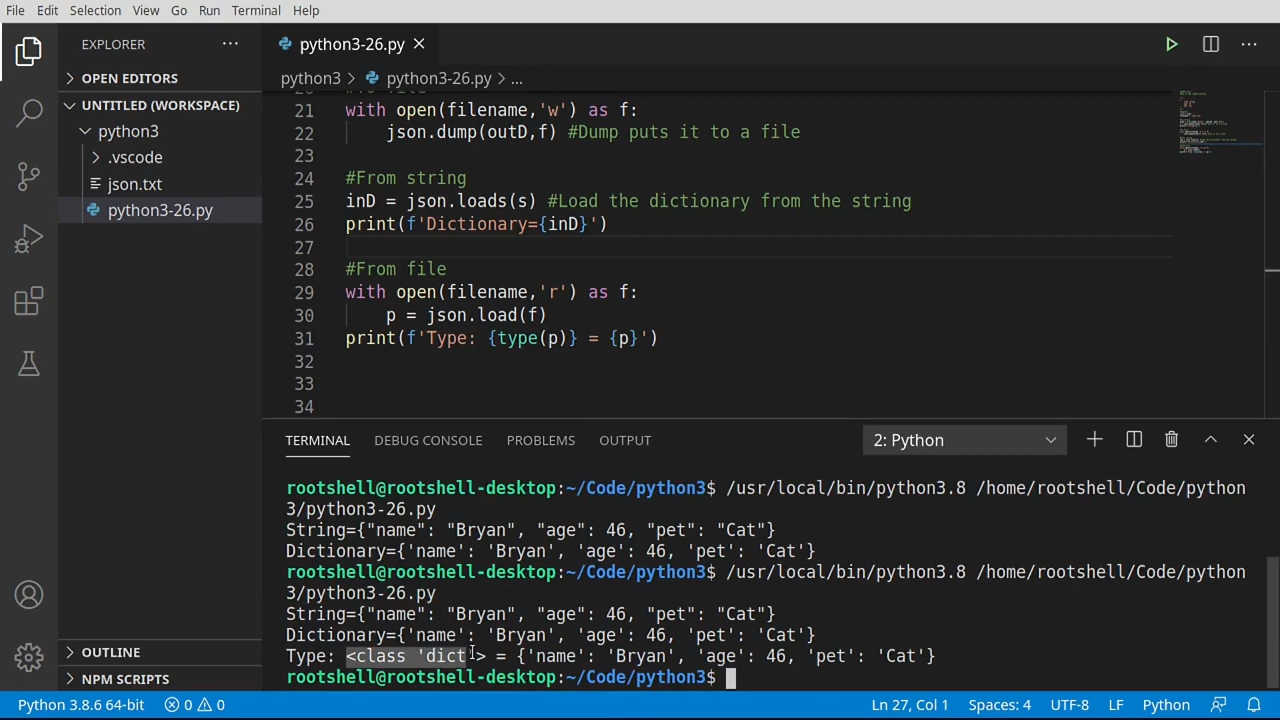 File Edit Selection View Go Run Terminal Help
EXPLORER
python3-26.py
OPEN EDITORS
python3 > python3-26.py > ...
UNTITLED (WORKSPACE)
python3
.vscode
json.txt
python3-26.py
21 with open(filename,'w') as f:
22 json.dump(outD,f) #Dump puts it to a file
23
24 #From string
25 inD = json.loads(s) #Load the dictionary from the string
26 print(f'Dictionary={inD}')
27
28 #From file
29 with open(filename,'r') as f:
30 p = json.load(f)
31 print(f'Type: {type(p)} = {p}')
32
33
34
TERMINAL DEBUG CONSOLE PROBLEMS OUTPUT 2: Python
rootshell@rootshell-desktop:~/Code/python3$ /usr/local/bin/python3.8 /home/rootshell/Code/python
3/python3-26.py
String={"name": "Bryan", "age": 46, "pet": "Cat"}
Dictionary={'name': 'Bryan', 'age': 46, 'pet': 'Cat'}
rootshell@rootshell-desktop:~/Code/python3$ /usr/local/bin/python3.8 /home/rootshell/Code/python
3/python3-26.py
String={"name": "Bryan", "age": 46, "pet": "Cat"}
Dictionary={'name': 'Bryan', 'age': 46, 'pet': 'Cat'}
Type: <class 'dict'> = {'name': 'Bryan', 'age': 46, 'pet': 'Cat'}
rootshell@rootshell-desktop:~/Code/python3$
OUTLINE
NPM SCRIPTS
Python 3.8.6 64-bit 0 0 Ln 27, Col 1 Spaces: 4 UTF-8 LF Python